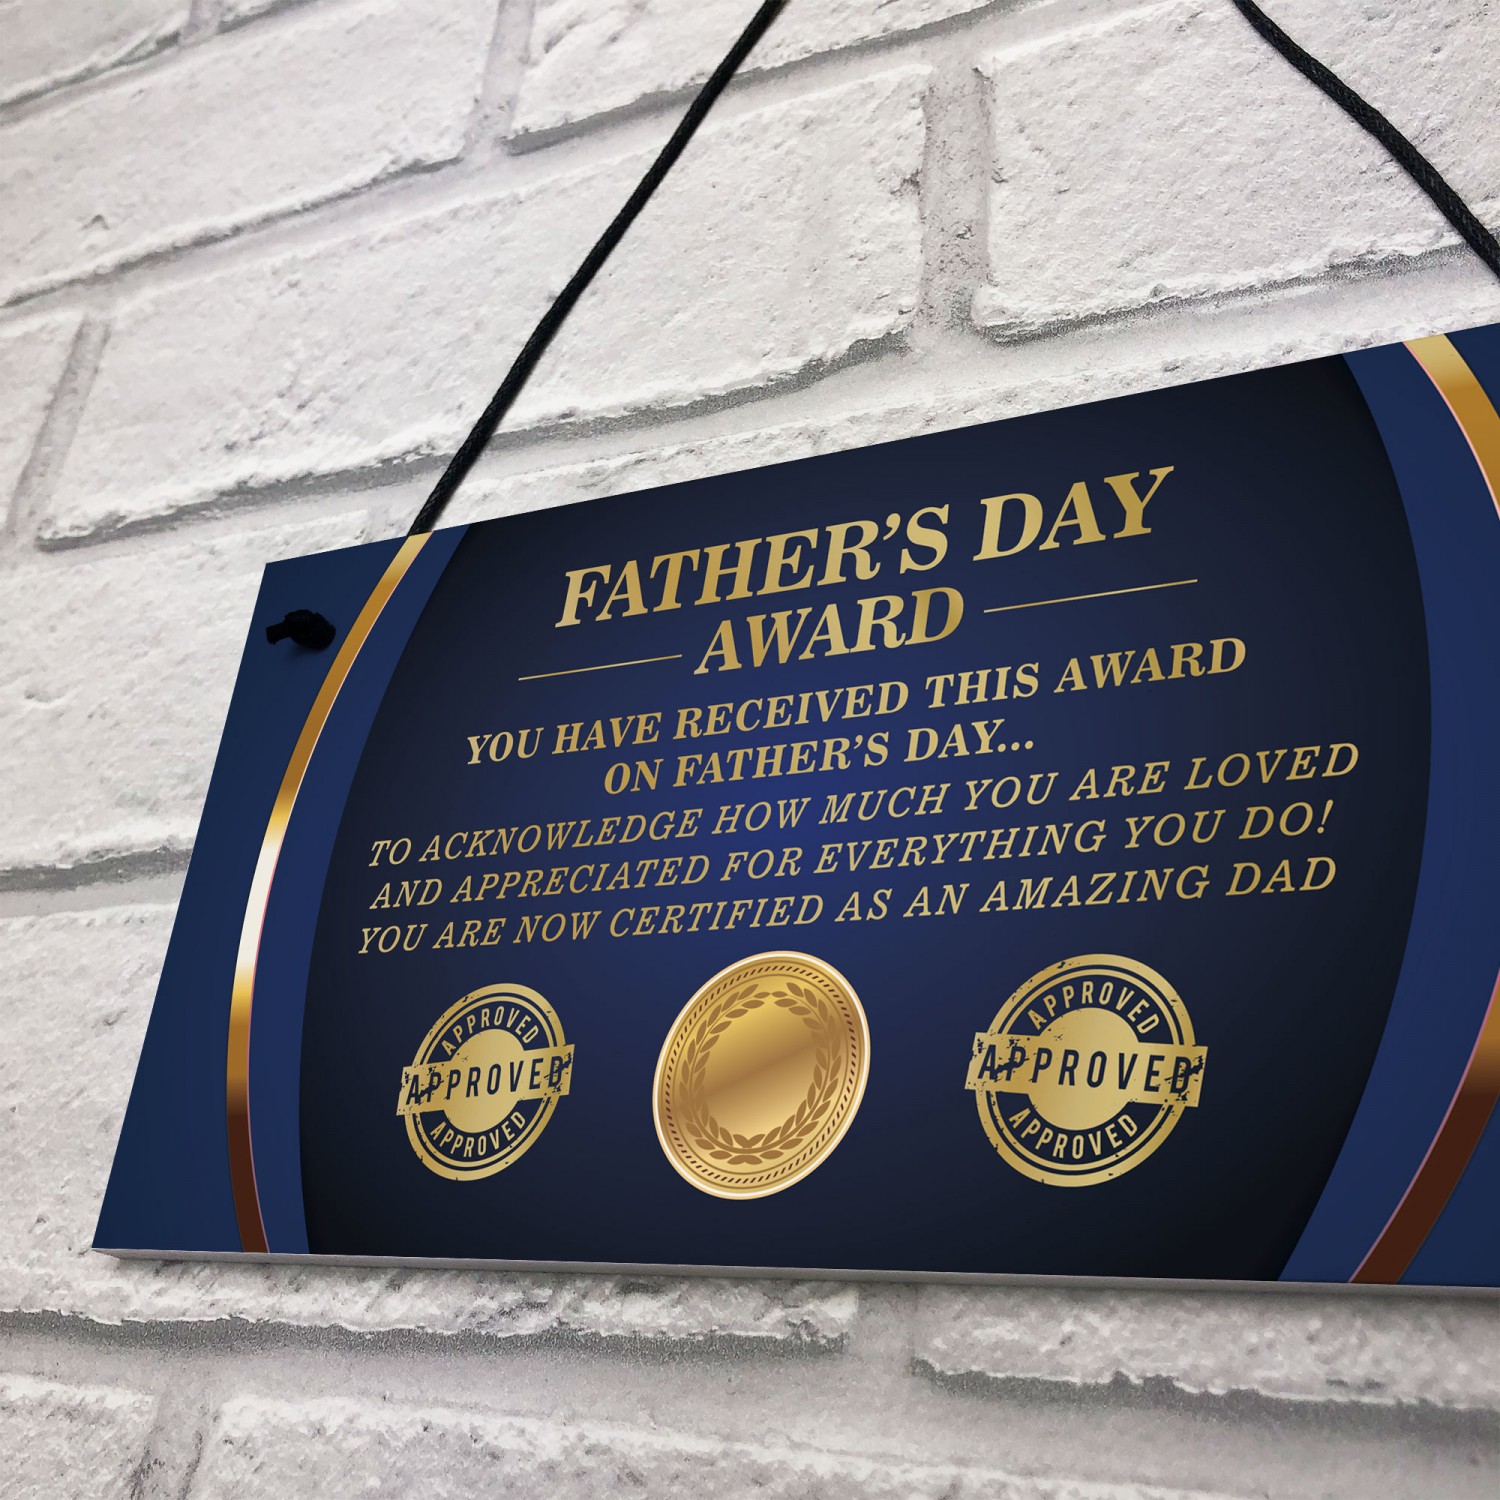 FATHER'S DAY
AWARD
YOU HAVE RECEIVED THIS AWARD
ON FATHER'S DAY...
TO ACKNOWLEDGE HOW MUCH YOU ARE LOVED
AND APPRECIATED FOR EVERYTHING YOU DO!
YOU ARE NOW CERTIFIED AS AN AMAZING DAD
APPROVED
APPROVED
APPROVED
APPROVED
APPROVED
APPROVED